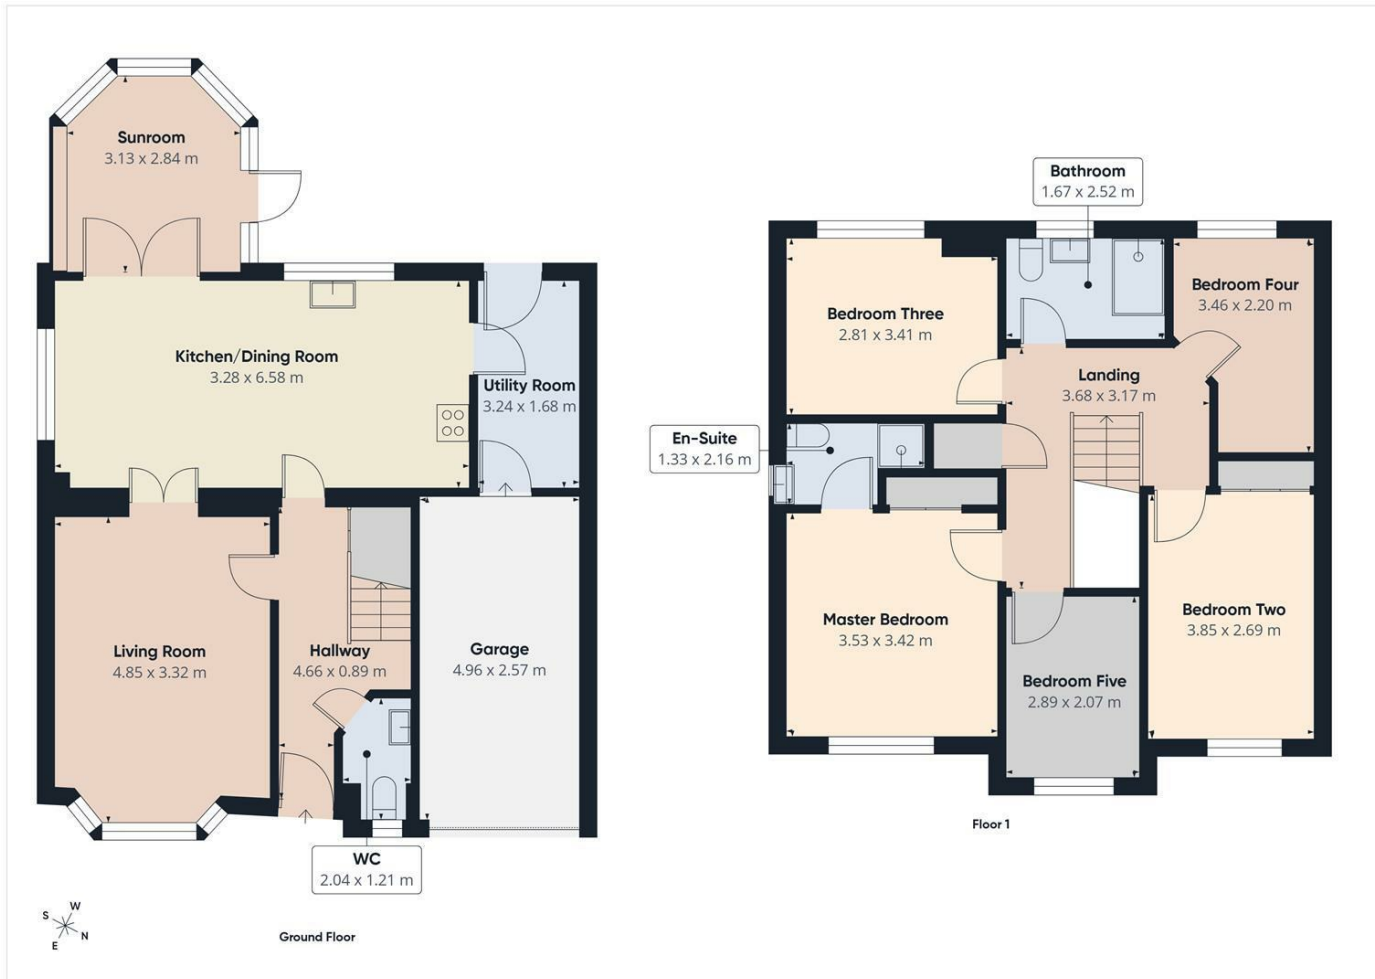 Sunroom
3.13 x 2.84 m
Kitchen/Dining Room
3.28 x 6.58 m
Utility Room
3.24 x 1.68 m
Living Room
4.85 x 3.32 m
Hallway
4.66 x 0.89 m
Garage
4.96 x 2.57 m
WC
2.04 x 1.21 m
S
W
N
E
Ground Floor
Bathroom
1.67 x 2.52 m
Bedroom Three
2.81 x 3.41 m
Bedroom Four
3.46 x 2.20 m
Landing
3.68 x 3.17 m
En-Suite
1.33 x 2.16 m
Master Bedroom
3.53 x 3.42 m
Bedroom Two
3.85 x 2.69 m
Bedroom Five
2.89 x 2.07 m
Floor 1